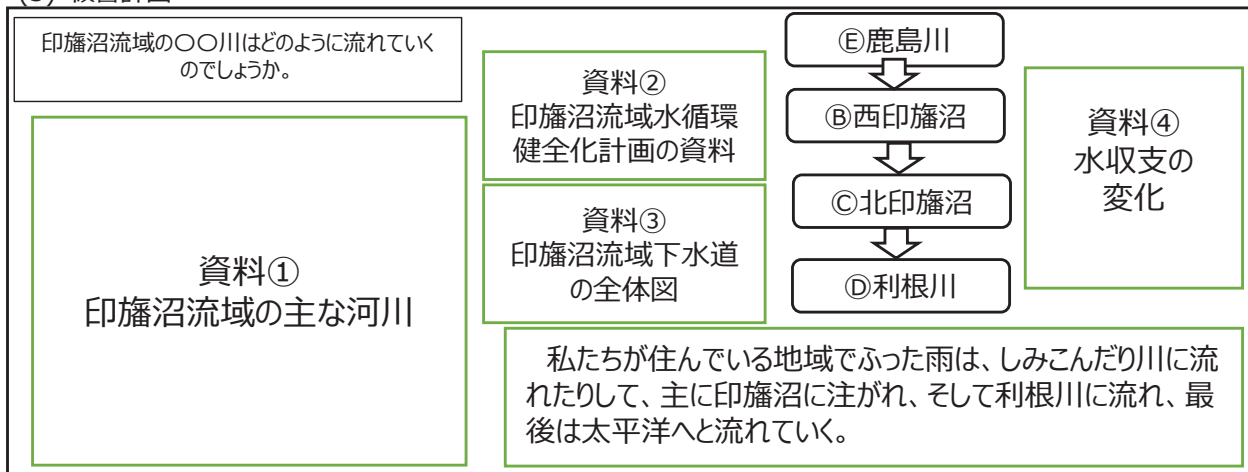 印旛沼流域の〇〇川はどのように流れていく
のでしょうか。
資料①
印旛沼流域の主な河川
資料②
印旛沼流域水循環
健全化計画の資料
資料③
印旛沼流域下水道
の全体図
Ⓔ鹿島川
Ⓑ西印旛沼
Ⓒ北印旛沼
Ⓓ利根川
資料④
水収支の
変化
私たちが住んでいる地域でふった雨は、しみこんだり川に流
れたりして、主に印旛沼に注がれ、そして利根川に流れ、最
後は太平洋へと流れていく。